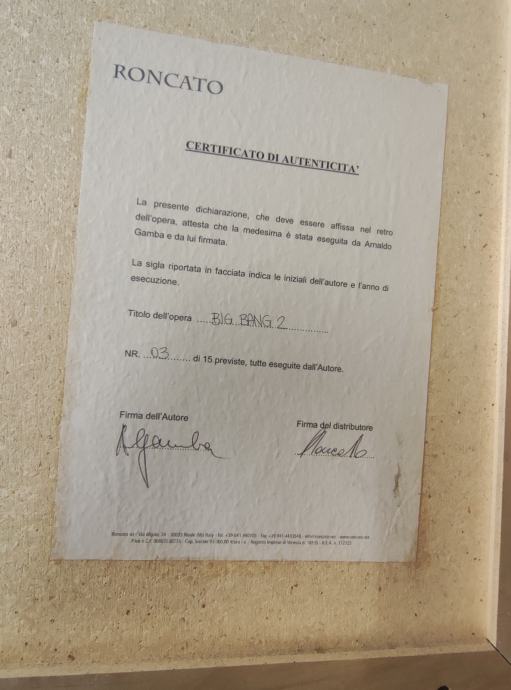 RONCATO
CERTIFICATO DI AUTENTICITA'
La presente dichiarazione, che deve essere affissa nel retro
dell'opera, attesta che la medesima è stata eseguita da Arnaldo
Gamba e da lui firmata.
La sigla riportata in facciata indica le iniziali dell'autore e l'anno di
esecuzione.
Titolo dell'opera .....BIG BANG 2..............
NR. ...03....... di 15 previste, tutte eseguite dall'Autore.
Firma dell'Autore
Firma del distributore
AGamba
Roncato